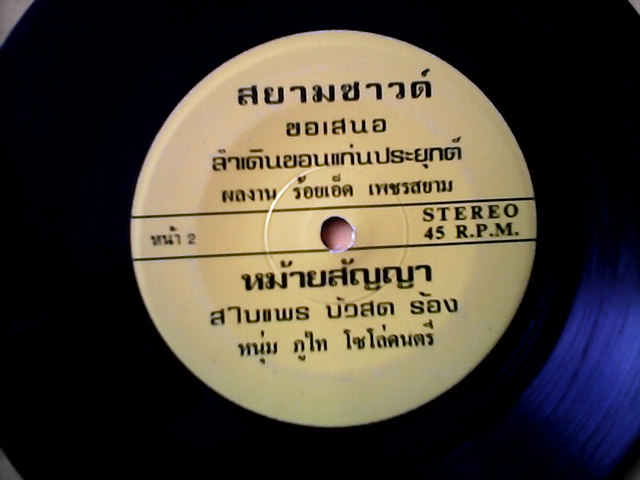 สยามซาวด์
ขอเสนอ
ลำเดินขอนแก่นประยุกต์
ผลงาน ร้อยเอ็ด เพชรสยาม
STEREO
หน้า 2
45 R.P.M.
หม้ายสัญญา
สาบแพร บัวสด ร้อง
หนุ่ม ภูไท โซโล่ดนตรี